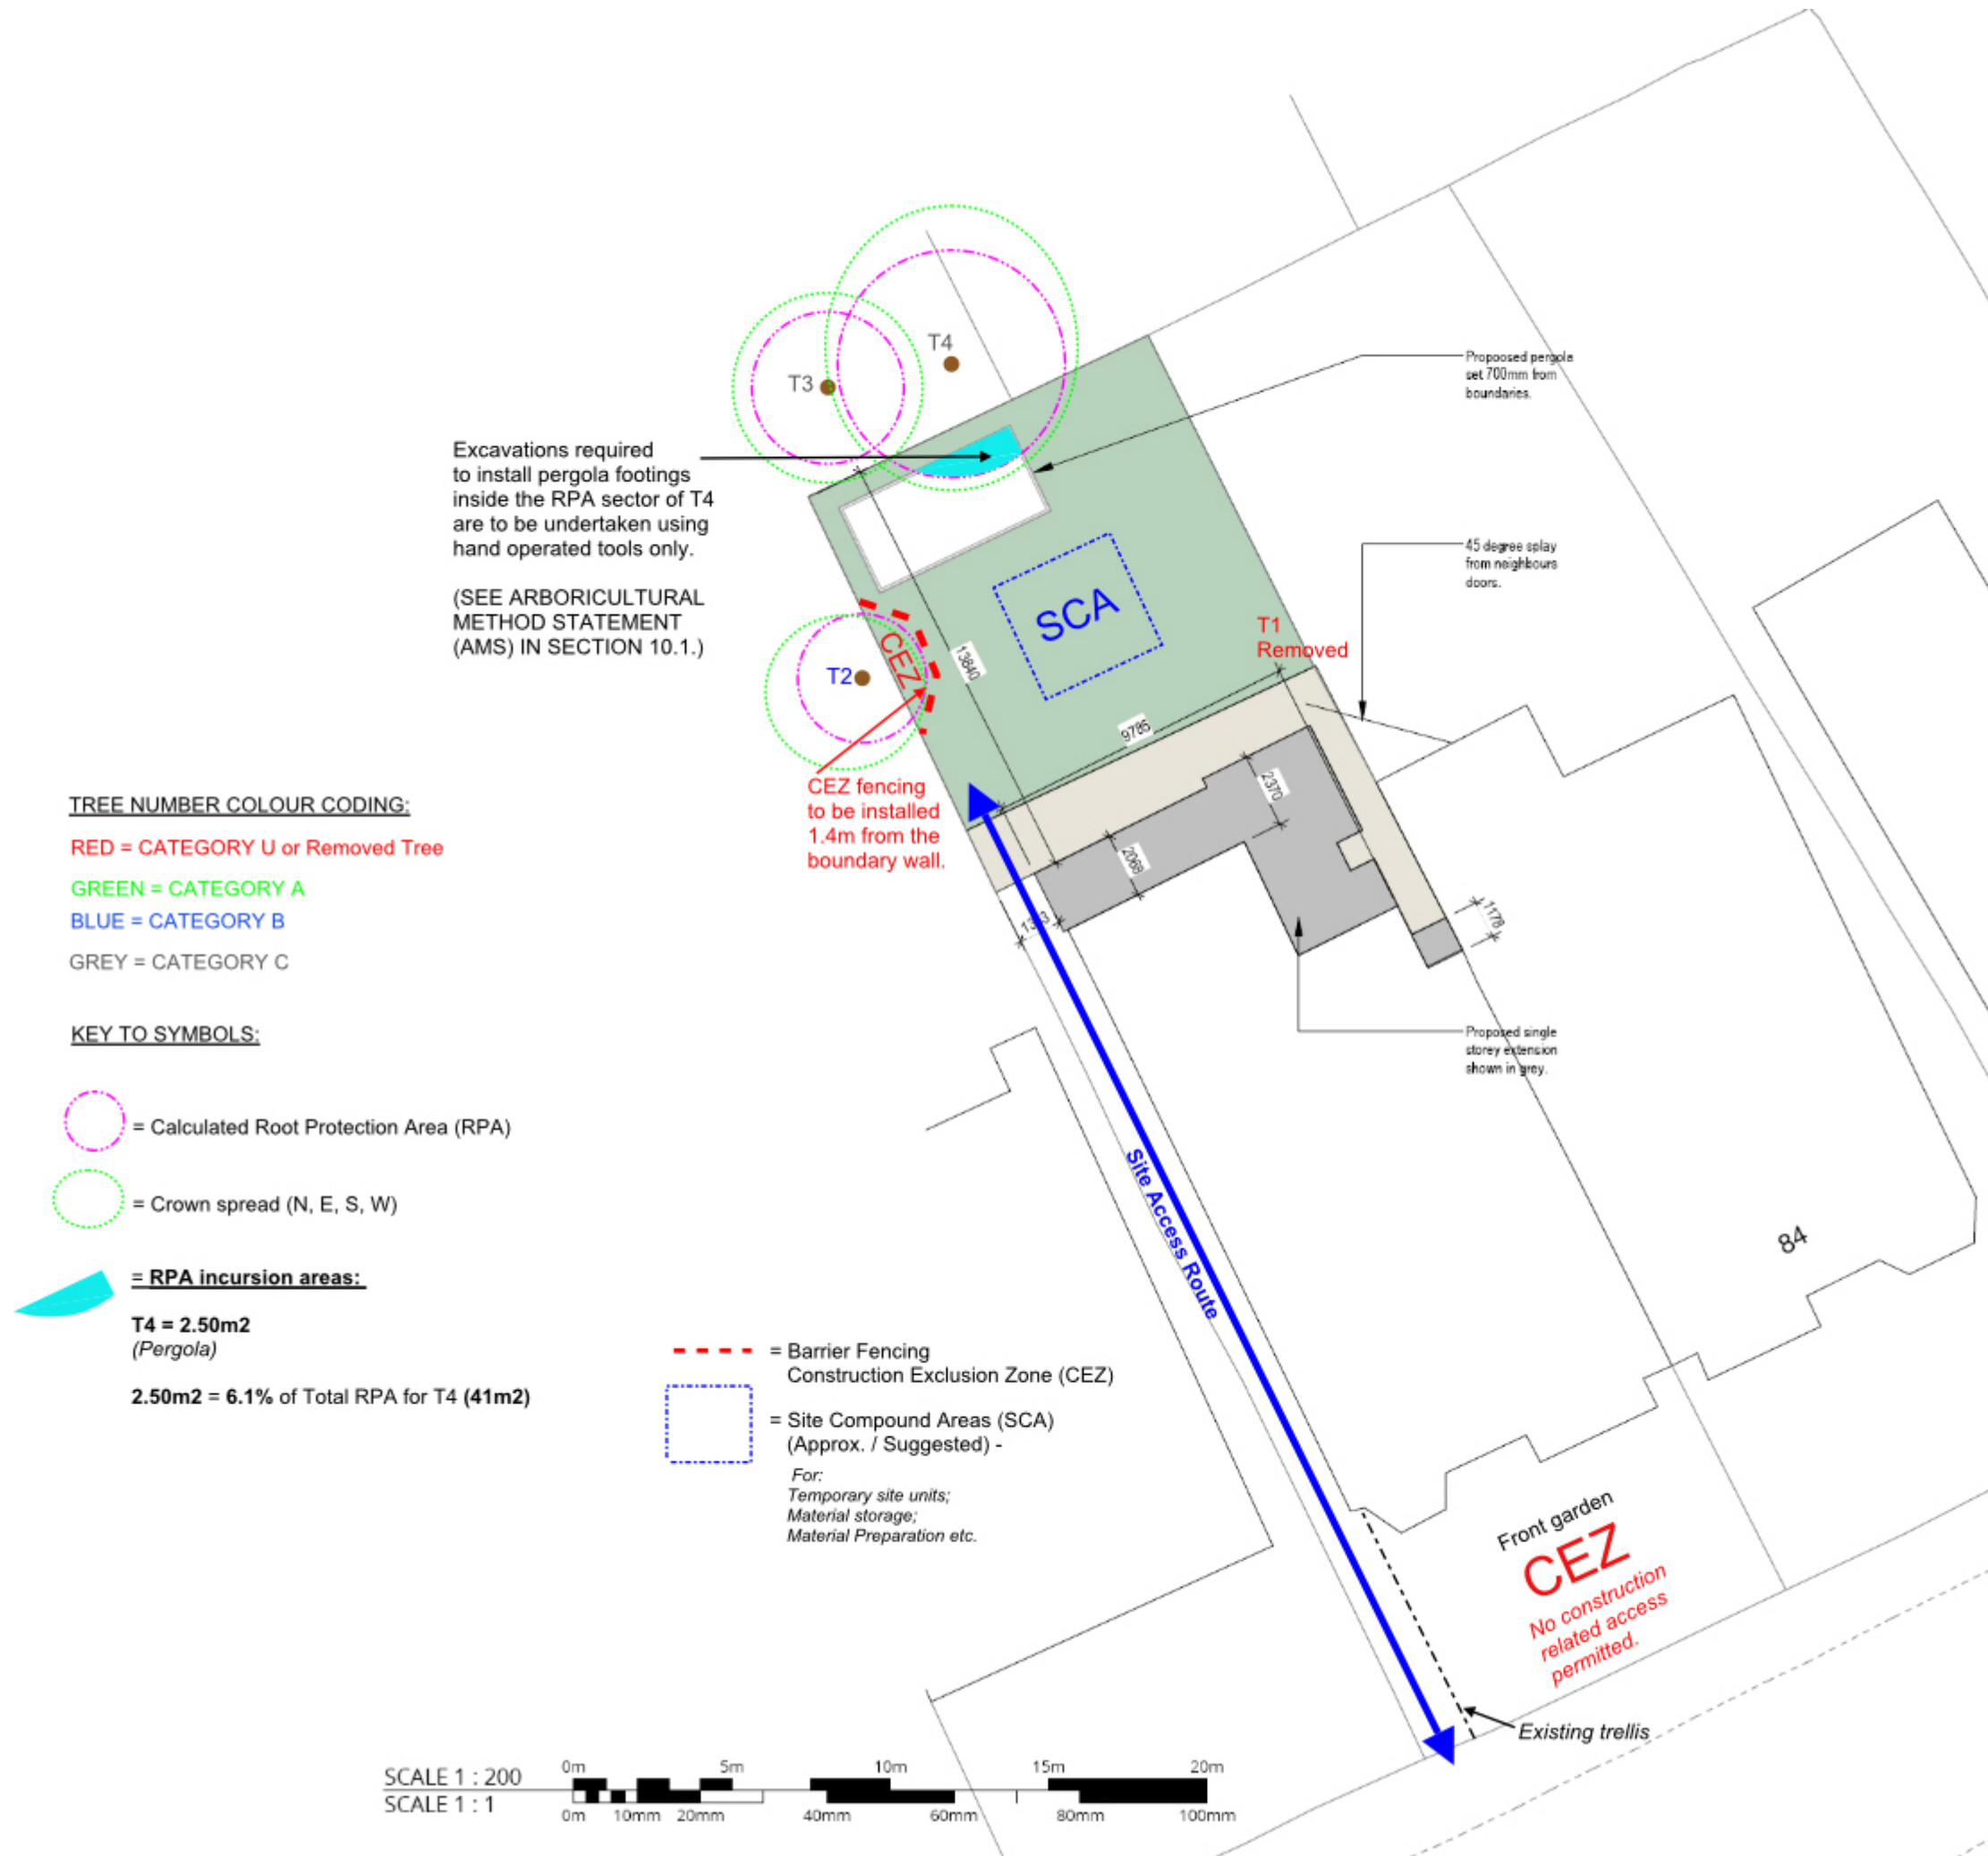 T4
T3
Excavations required
to install pergola footings
inside the RPA sector of T4
are to be undertaken using
hand operated tools only.
(SEE ARBORICULTURAL
METHOD STATEMENT
(AMS) IN SECTION 10.1.)
Propoosed pergola
set 700mm from
boundaries.
45 degree splay
from neighbours
doors.
SCA
T1
Removed
CEZ
T2
13640
9785
2370
2068
1178
CEZ fencing
to be installed
1.4m from the
boundary wall.
Proposed single
storey extension
shown in grey.
TREE NUMBER COLOUR CODING:
RED = CATEGORY U or Removed Tree
GREEN = CATEGORY A
BLUE = CATEGORY B
GREY = CATEGORY C
KEY TO SYMBOLS:
= Calculated Root Protection Area (RPA)
= Crown spread (N, E, S, W)
= RPA incursion areas:
T4 = 2.50m2
(Pergola)
2.50m2 = 6.1% of Total RPA for T4 (41m2)
= Barrier Fencing
Construction Exclusion Zone (CEZ)
= Site Compound Areas (SCA)
(Approx. / Suggested) -
For:
Temporary site units;
Material storage;
Material Preparation etc.
Site Access Route
84
Front garden
CEZ
No construction
related access
permitted.
Existing trellis
SCALE 1 : 200
0m 5m 10m 15m 20m
SCALE 1 : 1
0m 10mm 20mm 40mm 60mm 80mm 100mm